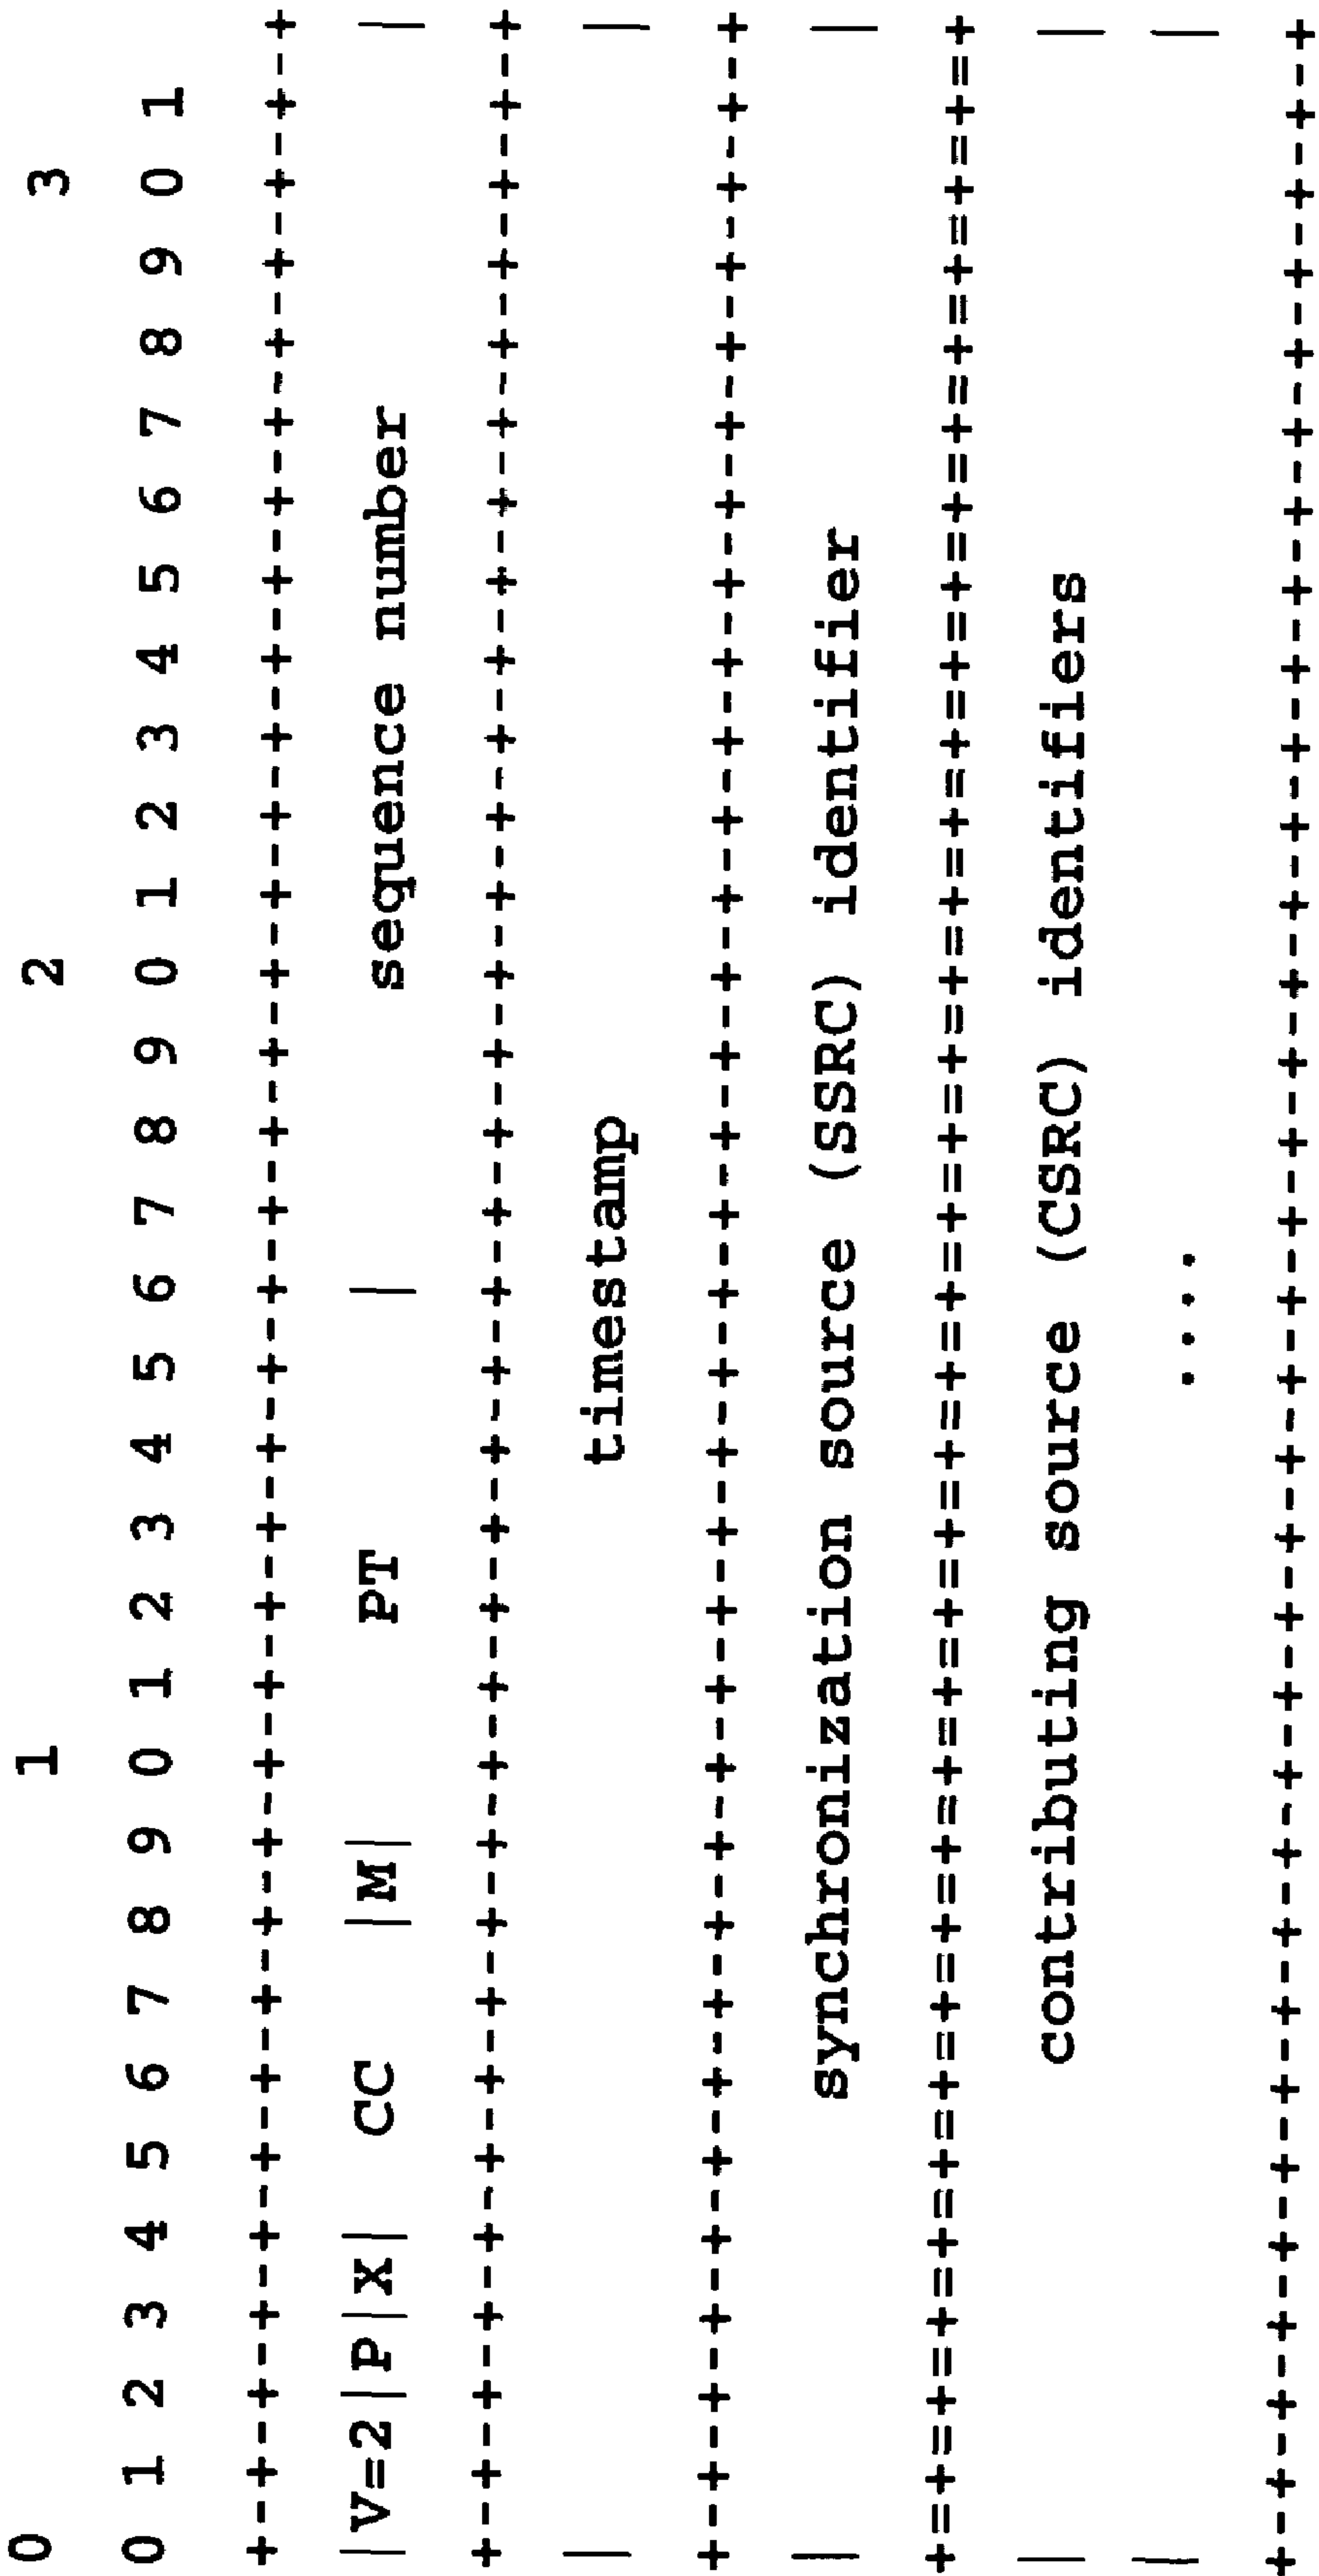 0                   1                   2                   3
0 1 2 3 4 5 6 7 8 9 0 1 2 3 4 5 6 7 8 9 0 1 2 3 4 5 6 7 8 9 0 1
+-+-+-+-+-+-+-+-+-+-+-+-+-+-+-+-+-+-+-+-+-+-+-+-+-+-+-+-+-+-+-+-+
|V=2|P|X|  CC   |M|     PT      |       sequence number         |
+-+-+-+-+-+-+-+-+-+-+-+-+-+-+-+-+-+-+-+-+-+-+-+-+-+-+-+-+-+-+-+-+
|                           timestamp                           |
+-+-+-+-+-+-+-+-+-+-+-+-+-+-+-+-+-+-+-+-+-+-+-+-+-+-+-+-+-+-+-+-+
|           synchronization source (SSRC) identifier            |
+=+=+=+=+=+=+=+=+=+=+=+=+=+=+=+=+=+=+=+=+=+=+=+=+=+=+=+=+=+=+=+=+
|            contributing source (CSRC) identifiers             |
|                             ....                              |
+-+-+-+-+-+-+-+-+-+-+-+-+-+-+-+-+-+-+-+-+-+-+-+-+-+-+-+-+-+-+-+-+